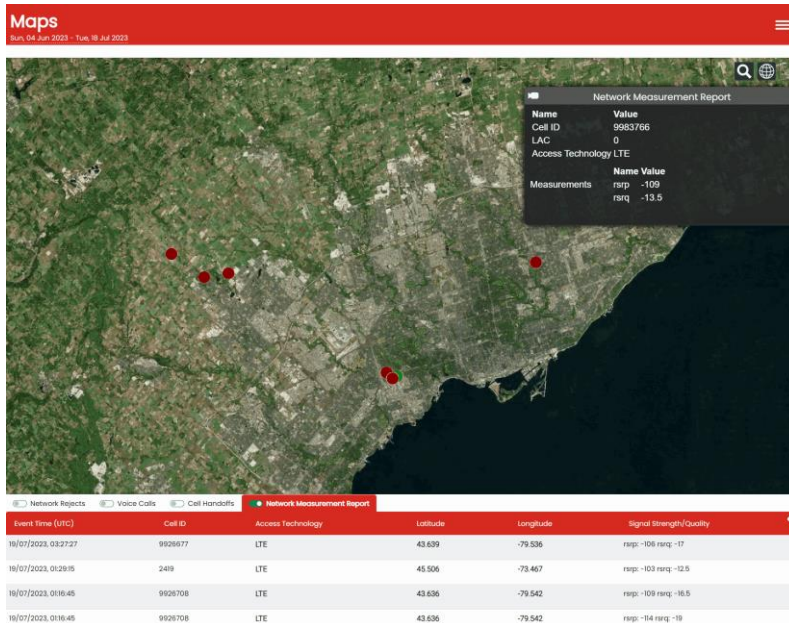 Maps
Sun, 04 Jun 2023 - Tue, 18 Jul 2023
Network Measurement Report
Name Value
Cell ID 9983766
LAC 0
Access Technology LTE
Name Value
Measurements rsrp -109
rsrq -13.5
Network Rejects Voice Calls Cell Handoffs Network Measurement Report
Event Time (UTC) Cell ID Access Technology Latitude Longitude Signal Strength/Quality
19/07/2023, 03:27:27 9926677 LTE 43.639 -79.536 rsrp: -106 rsrq: -17
19/07/2023, 01:29:15 2419 LTE 45.506 -73.467 rsrp: -103 rsrq: -12.5
19/07/2023, 01:16:45 9926708 LTE 43.636 -79.542 rsrp: -109 rsrq: -16.5
19/07/2023, 01:16:45 9926708 LTE 43.636 -79.542 rsrp: -114 rsrq: -19